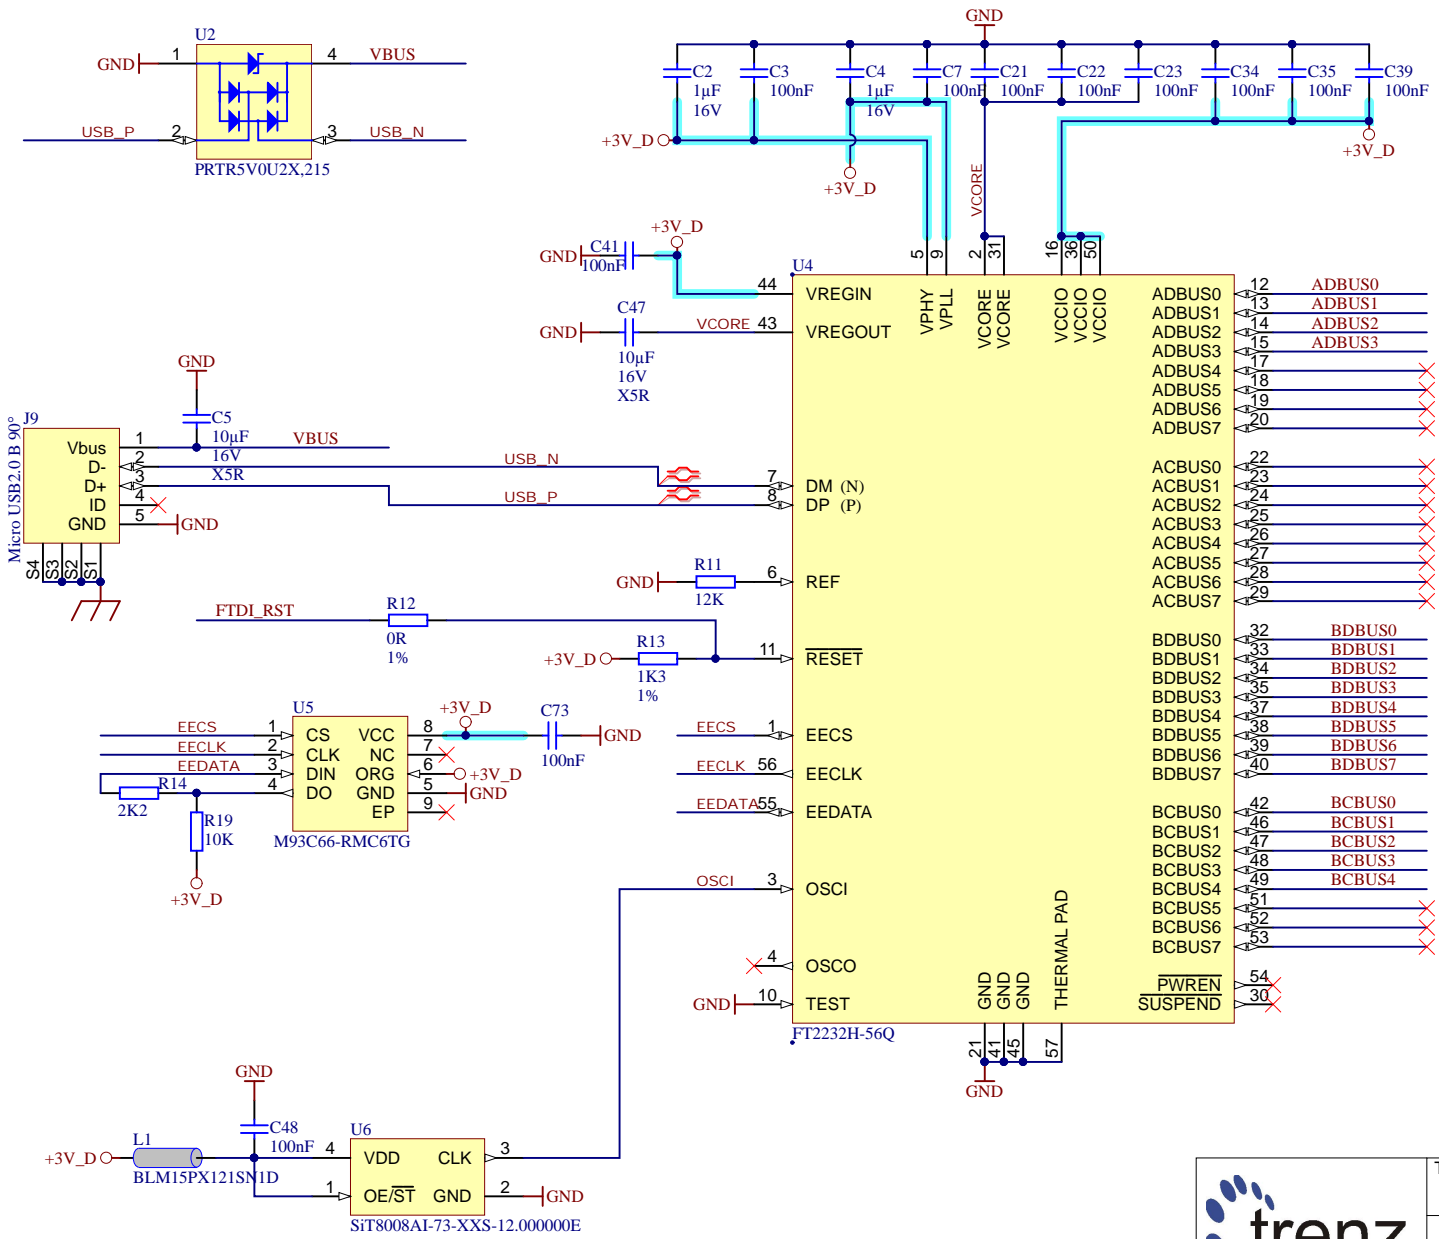 U2
GND 1 4 VBUS
USB_P 2 3 USB_N
PRTR5V0U2X,215
GND
C2 C3 C4 C7 C21 C22 C23 C34 C35 C39
1µF 100nF 1µF 100nF 100nF 100nF 100nF 100nF 100nF 100nF
16V 16V
+3V_D
+3V_D
+3V_D
VCORE
+3V_D
GND C41
100nF
5 9 2 31 16 36 50
U4
44 VREGIN
VPHY VPLL VCORE VCORE VCCIO VCCIO VCCIO
C47
GND VCORE 43 VREGOUT
10µF
16V
X5R
ADBUS0 12 ADBUS0
ADBUS1 13 ADBUS1
ADBUS2 14 ADBUS2
ADBUS3 15 ADBUS3
ADBUS4 17
ADBUS5 18
ADBUS6 19
ADBUS7 20
ACBUS0 22
ACBUS1 23
ACBUS2 24
ACBUS3 25
ACBUS4 26
ACBUS5 27
ACBUS6 28
ACBUS7 29
BDBUS0 32 BDBUS0
BDBUS1 33 BDBUS1
BDBUS2 34 BDBUS2
BDBUS3 35 BDBUS3
BDBUS4 37 BDBUS4
BDBUS5 38 BDBUS5
BDBUS6 39 BDBUS6
BDBUS7 40 BDBUS7
BCBUS0 42 BCBUS0
BCBUS1 46 BCBUS1
BCBUS2 47 BCBUS2
BCBUS3 48 BCBUS3
BCBUS4 49 BCBUS4
BCBUS5 51
BCBUS6 52
BCBUS7 53
PWREN 54
SUSPEND 30
GND
C5
10µF
16V
X5R
J9
Micro USB2.0 B 90°
Vbus 1 VBUS
D- 2 USB_N
D+ 3 USB_P
ID 4
GND 5 GND
S4 S3 S2 S1
7 DM (N)
8 DP (P)
R11
GND 6 REF
12K
FTDI_RST R12
0R
1%
R13
+3V_D 11 RESET
1K3
1%
U5
+3V_D
C73
EECS 1 CS VCC 8 GND
EECLK 2 CLK NC 7 100nF
EEDATA 3 DIN ORG 6 +3V_D
R14 4 DO GND 5 GND
2K2 EP 9
R19
10K
+3V_D
M93C66-RMC6TG
EECS 1 EECS
EECLK 56 EECLK
EEDATA 55 EEDATA
OSCI 3 OSCI
4 OSCO
GND 10 TEST
GND GND GND THERMAL PAD
FT2232H-56Q
21 41 45 57
GND
GND
C48
100nF
L1
+3V_D
BLM15PX121SN1D
U6
4 VDD CLK 3
1 OE/ST GND 2 GND
SiT8008AI-73-XXS-12.000000E
trenz